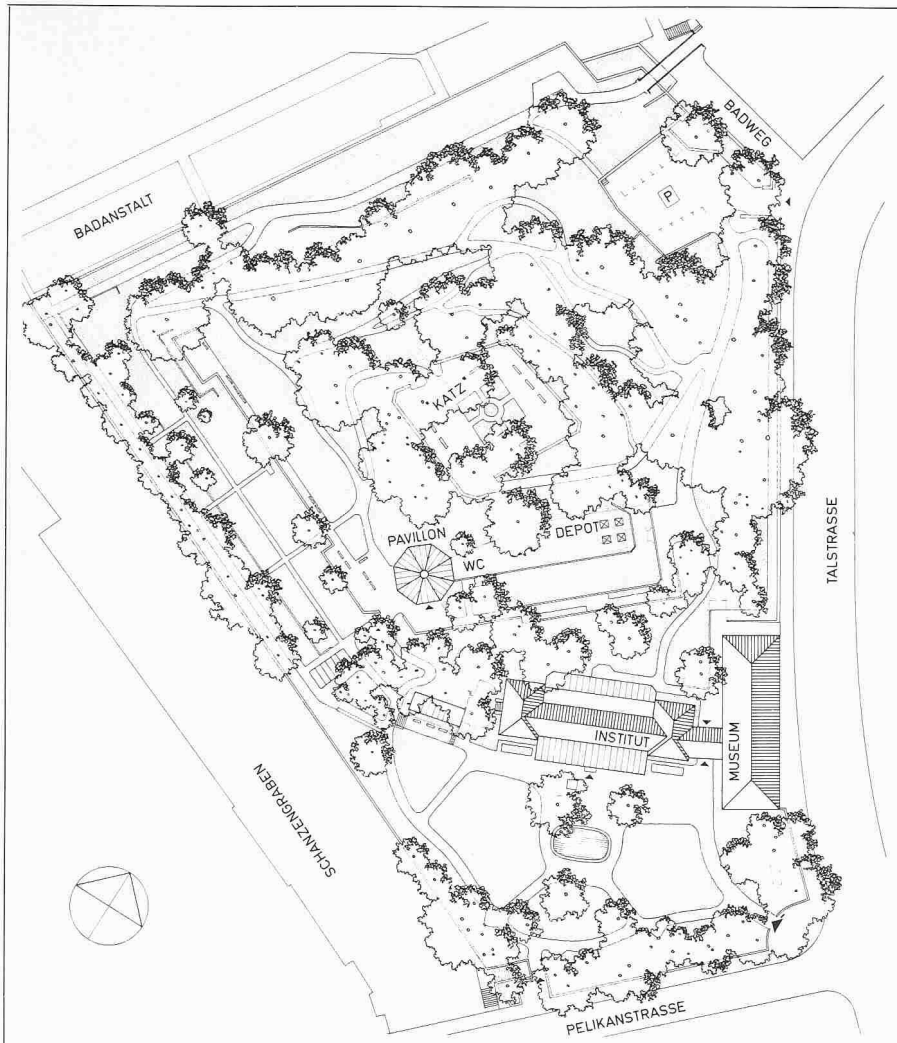 BADWEG
P
BADANSTALT
KATZ
TALSTRASSE
PAVILLON
DEPOT
WC
INSTITUT
MUSEUM
SCHANZENGRABEN
PELIKANSTRASSE